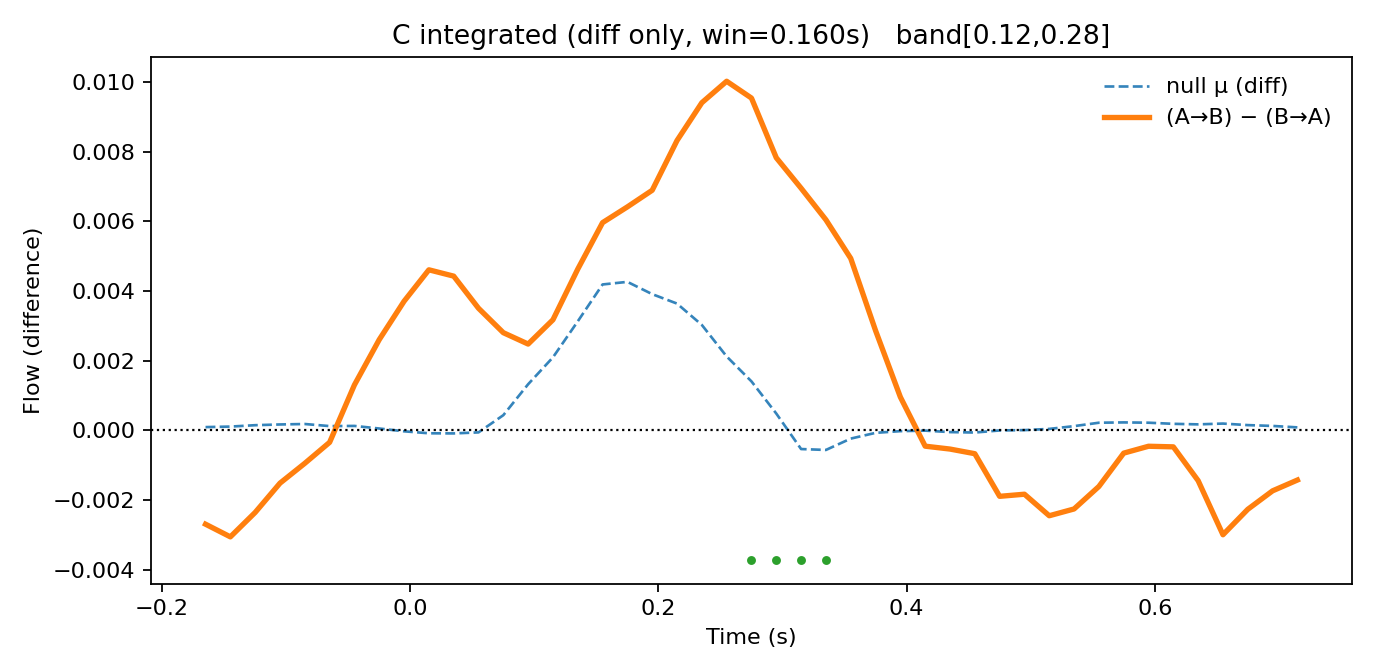 C integrated (diff only, win=0.160s)   band[0.12,0.28]
null μ (diff)
(A→B) − (B→A)
Flow (difference)
0.010
0.008
0.006
0.004
0.002
0.000
−0.002
−0.004
−0.2
0.0
0.2
0.4
0.6
Time (s)